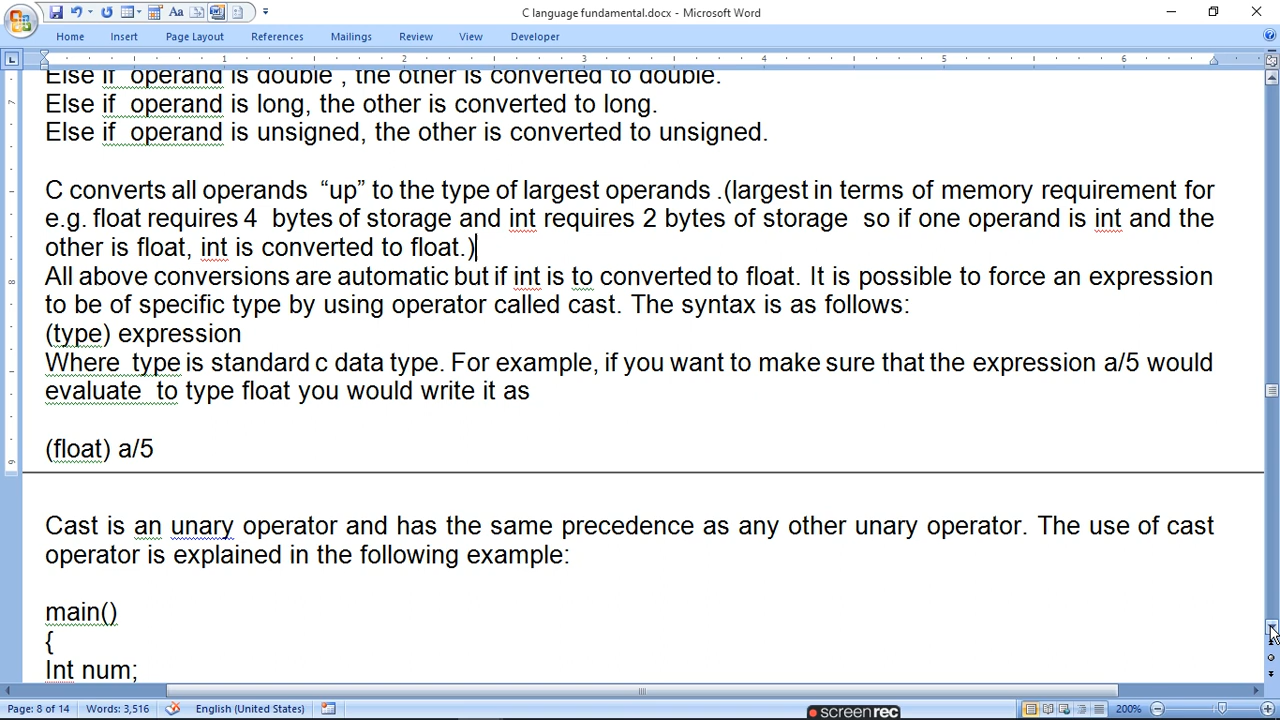 C language fundamental.docx - Microsoft Word
Home Insert Page Layout References Mailings Review View Developer
1 2 3 4 5 6
Else if operand is double , the other is converted to double.
Else if operand is long, the other is converted to long.
Else if operand is unsigned, the other is converted to unsigned.
C converts all operands “up” to the type of largest operands .(largest in terms of memory requirement for
e.g. float requires 4 bytes of storage and int requires 2 bytes of storage so if one operand is int and the
other is float, int is converted to float.)
All above conversions are automatic but if int is to converted to float. It is possible to force an expression
to be of specific type by using operator called cast. The syntax is as follows:
(type) expression
Where type is standard c data type. For example, if you want to make sure that the expression a/5 would
evaluate to type float you would write it as
(float) a/5
Cast is an unary operator and has the same precedence as any other unary operator. The use of cast
operator is explained in the following example:
main()
{
Int num;
Page: 8 of 14 Words: 3,516 English (United States) 200%
screenrec